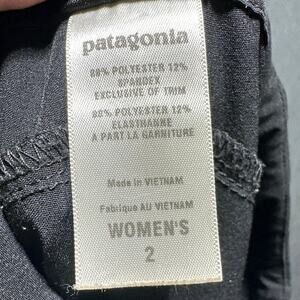 patagonia
88% POLYESTER 12%
SPANDEX
EXCLUSIVE OF TRIM
88% POLYESTER 12%
ELASTHANNE
A PART LA GARNITURE
Made in VIETNAM
Fabrique AU VIETNAM
WOMEN'S
2